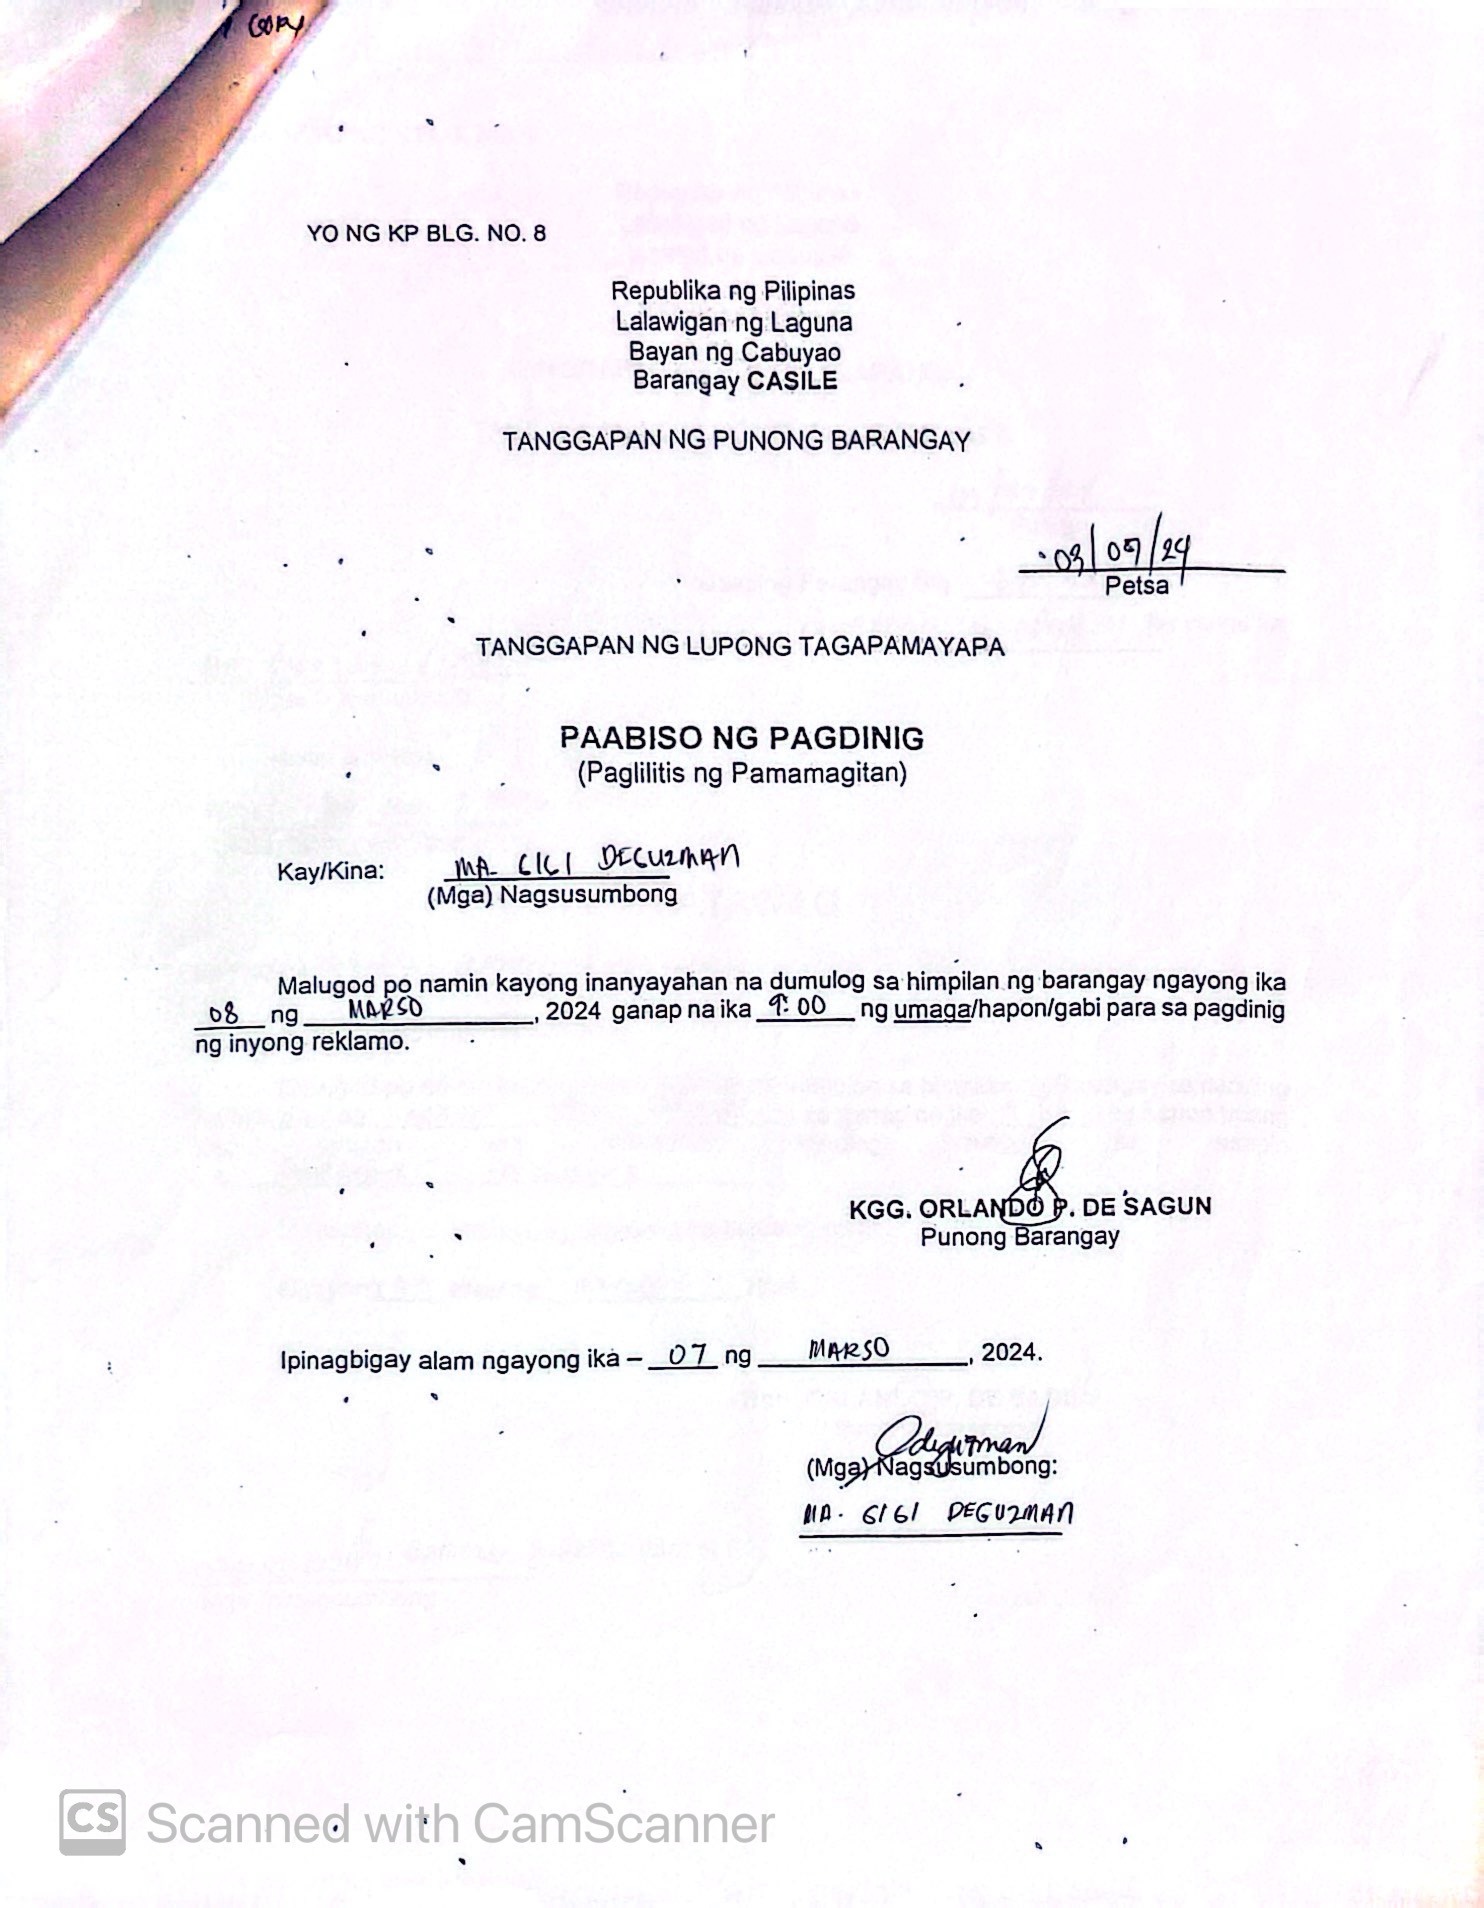 COPY
YO NG KP BLG. NO. 8
Republika ng Pilipinas
Lalawigan ng Laguna
Bayan ng Cabuyao
Barangay CASILE
TANGGAPAN NG PUNONG BARANGAY
03/07/24
Petsa
TANGGAPAN NG LUPONG TAGAPAMAYAPA
PAABISO NG PAGDINIG
(Paglilitis ng Pamamagitan)
Kay/Kina: MA. GIGI DEGUZMAN
(Mga) Nagsusumbong
Malugod po namin kayong inanyayahan na dumulog sa himpilan ng barangay ngayong ika
08 ng MARSO, 2024 ganap na ika 9:00 ng umaga/hapon/gabi para sa pagdinig
ng inyong reklamo.
KGG. ORLANDO P. DE SAGUN
Punong Barangay
Ipinagbigay alam ngayong ika – 07 ng MARSO, 2024.
(Mga) Nagsusumbong:
MA. GIGI DEGUZMAN
CS Scanned with CamScanner